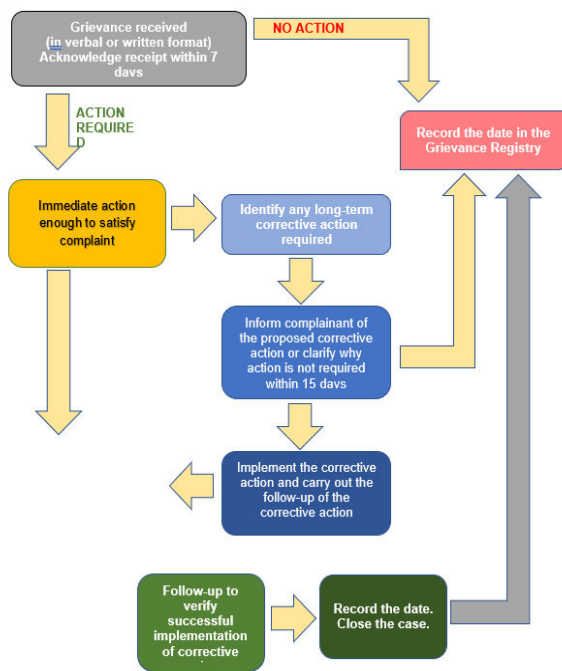 Grievance received
(in verbal or written format)
Acknowledge receipt within 7
davs
NO ACTION
ACTION
REQUIRE
D
Record the date in the
Grievance Registry
Immediate action
enough to satisfy
complaint
Identify any long-term
corrective action
required
Inform complainant of
the proposed corrective
action or clarify why
action is not required
within 15 davs
Implement the corrective
action and carry out the
follow-up of the
corrective action
Follow-up to
verify
successful
implementation
of corrective
Record the date.
Close the case.